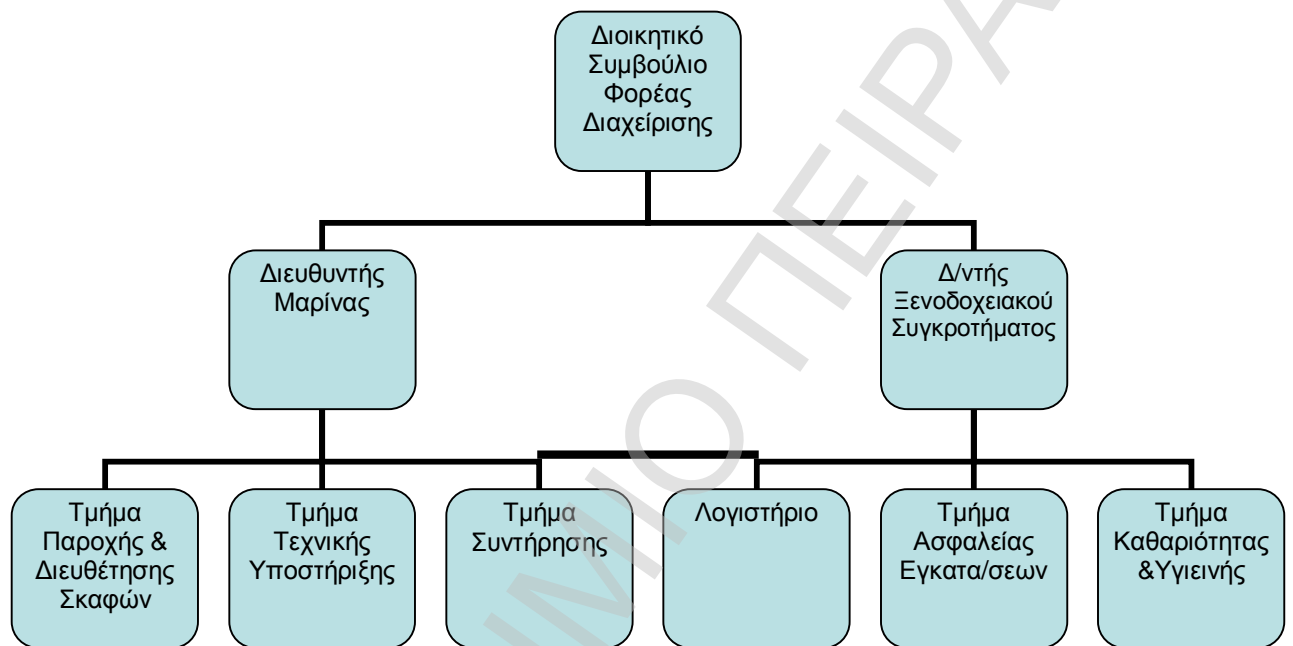 Διοικητικό
Συμβούλιο
Φορέας
Διαχείρισης
Διευθυντής
Μαρίνας
Δ/ντής
Ξενοδοχειακού
Συγκροτήματος
Τμήμα
Παροχής &
Διευθέτησης
Σκαφών
Τμήμα
Τεχνικής
Υποστήριξης
Τμήμα
Συντήρησης
Λογιστήριο
Τμήμα
Ασφαλείας
Εγκατα/σεων
Τμήμα
Καθαριότητας
&Υγιεινής